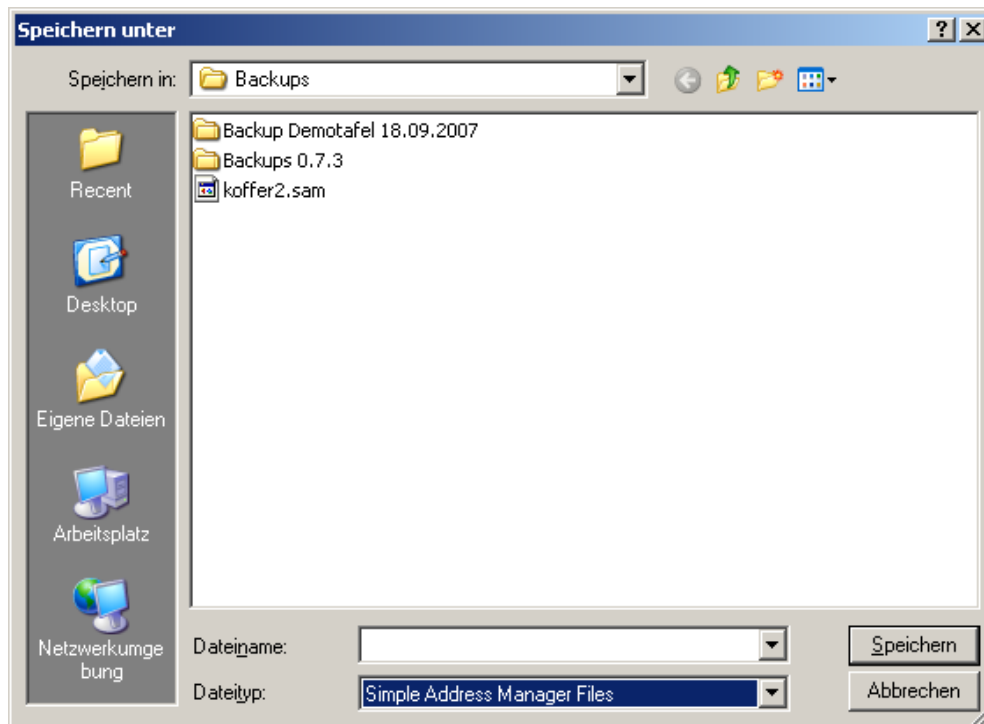 Speichern unter
Speichern in:
Backups
Recent
Desktop
Eigene Dateien
Arbeitsplatz
Netzwerkumge
bung
Backup Demotafel 18.09.2007
Backups 0.7.3
koffer2.sam
Dateiname:
Speichern
Dateityp:
Simple Address Manager Files
Abbrechen